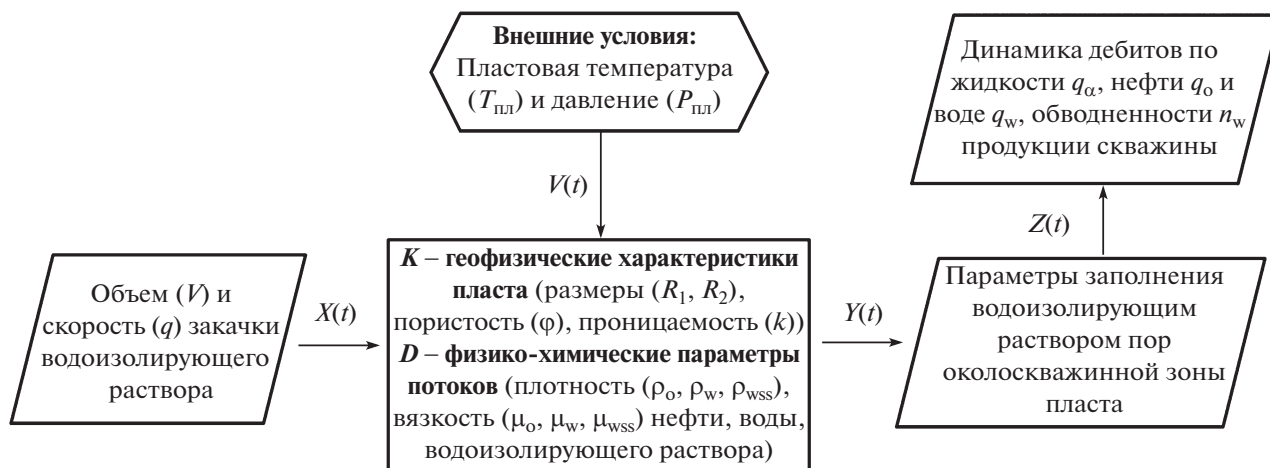 Внешние условия:
Пластовая температура
(Tпл) и давление (Pпл)
Динамика дебитов по
жидкости qα, нефти qo и
воде qw, обводненности nw
продукции скважины
V(t)
Z(t)
Объем (V) и
скорость (q) закачки
водоизолирующего
раствора
X(t)
K – геофизические характеристики
пласта (размеры (R1, R2),
пористость (φ), проницаемость (k))
D – физико-химические параметры
потоков (плотность (ρo, ρw, ρwss),
вязкость (μo, μw, μwss) нефти, воды,
водоизолирующего раствора)
Y(t)
Параметры заполнения
водоизолирующим
раствором пор
околоскважинной зоны
пласта